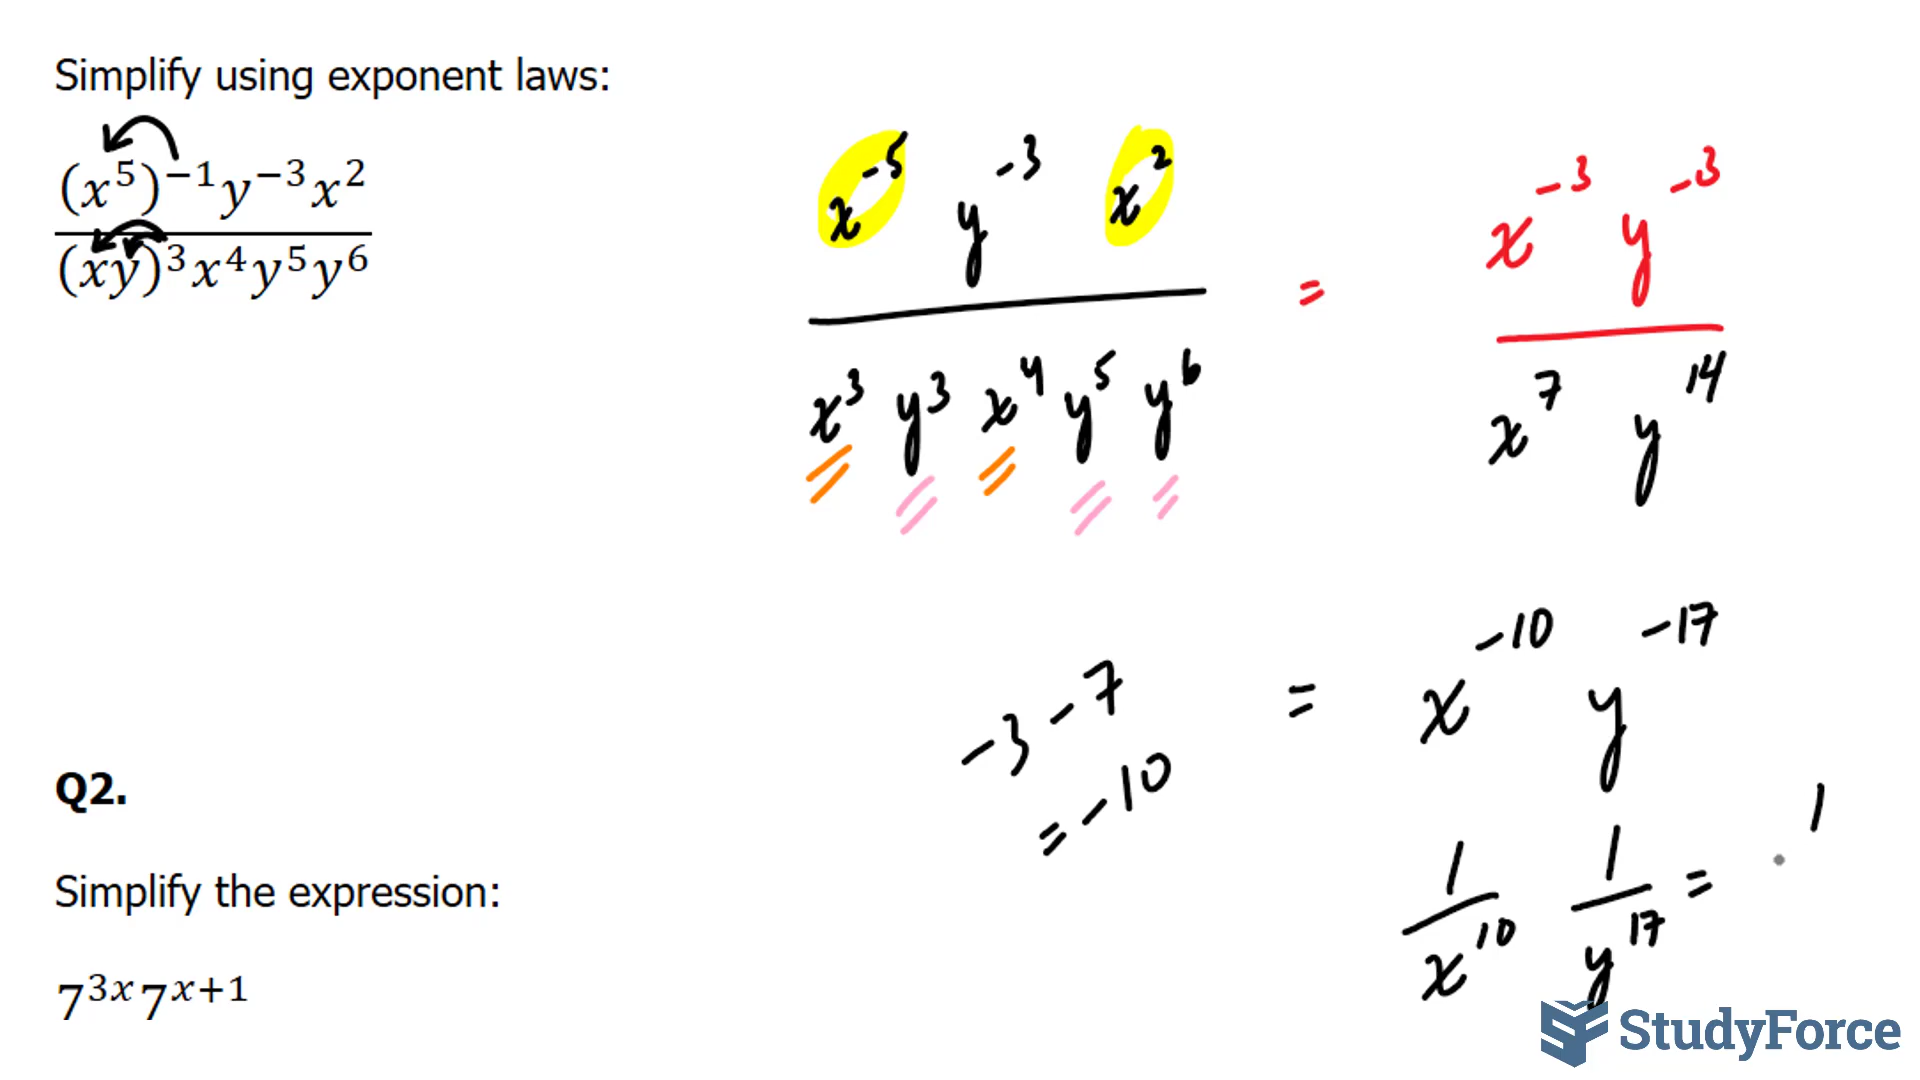 Simplify using exponent laws:
(x⁵)⁻¹y⁻³x²
(xy)³x⁴y⁵y⁶
x⁻⁵ y⁻³ x²
x³ y³ x⁴ y⁵ y⁶
= x⁻³ y⁻³
x⁷ y¹⁴
-3 - 7
= -10
= x⁻¹⁰ y⁻¹⁷
1 1 = 1
x¹⁰ y¹⁷
Q2.
Simplify the expression:
7³ˣ7ˣ⁺¹
StudyForce